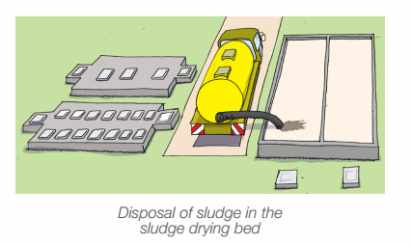 Disposal of sludge in the
sludge drying bed